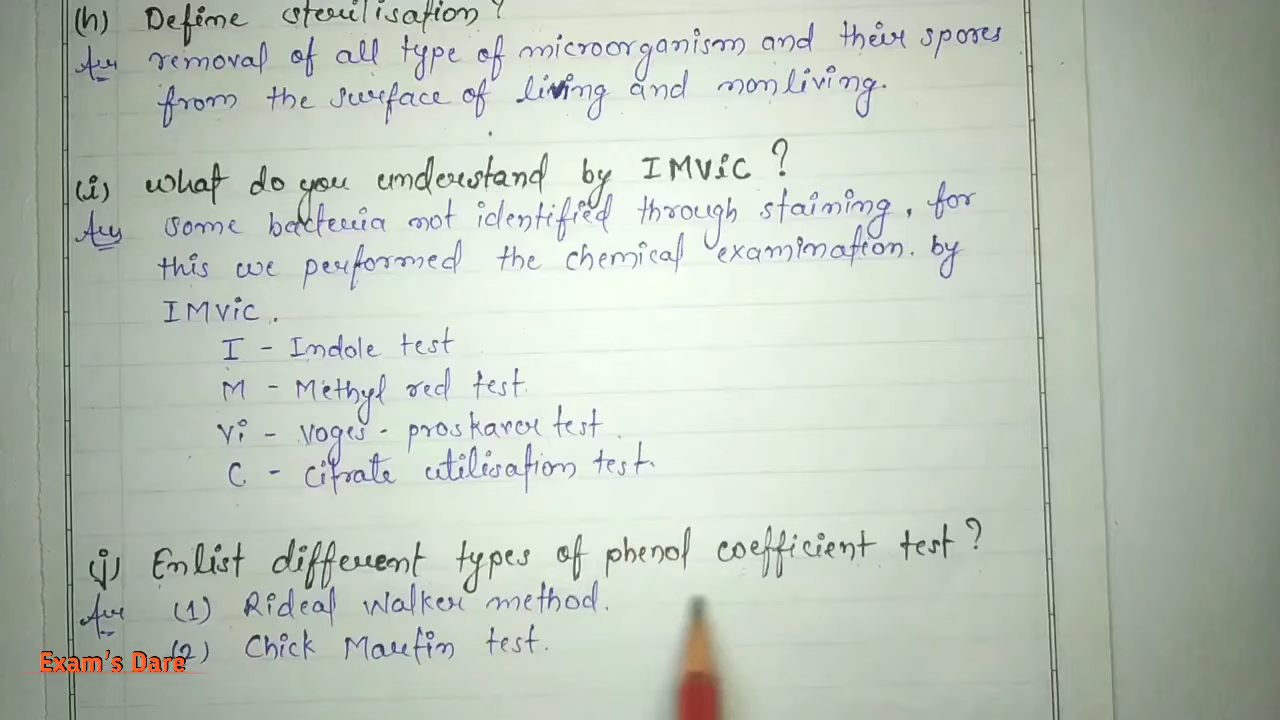 (h) Define sterilisation?
Ans removal of all type of microorganism and their spores
from the surface of living and nonliving.
(i) what do you understand by IMViC ?
Ans some bacteria not identified through staining, for
this we performed the chemical examination. by
IMViC.
I - Indole test
M - Methyl red test.
Vi - Voges - proskaver test.
C - citrate utilisation test.
(j) Enlist different types of phenol coefficient test?
Ans (1) Rideal Walker method.
(2) Chick Martin test.
Exam's Dare